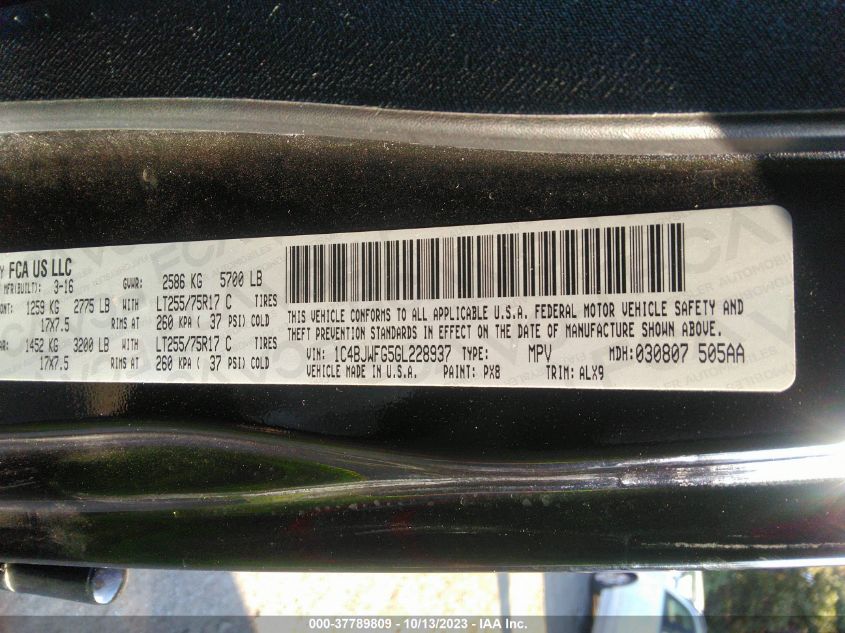 Y FCA US LLC
MFR(BUILT): 3-16 GVWR: 2586 KG 5700 LB
ONT: 1259 KG 2775 LB WITH LT255/75R17 C TIRES
17X7.5 RIMS AT 260 KPA ( 37 PSI) COLD
AR: 1452 KG 3200 LB WITH LT255/75R17 C TIRES
17X7.5 RIMS AT 260 KPA ( 37 PSI) COLD
THIS VEHICLE CONFORMS TO ALL APPLICABLE U.S.A. FEDERAL MOTOR VEHICLE SAFETY AND
THEFT PREVENTION STANDARDS IN EFFECT ON THE DATE OF MANUFACTURE SHOWN ABOVE.
VIN: 1C4BJWFG5GL228937 TYPE: MPV MDH: 030807 505AA
VEHICLE MADE IN U.S.A. PAINT: PX8 TRIM: ALX9
000-37789809 - 10/13/2023 - IAA Inc.